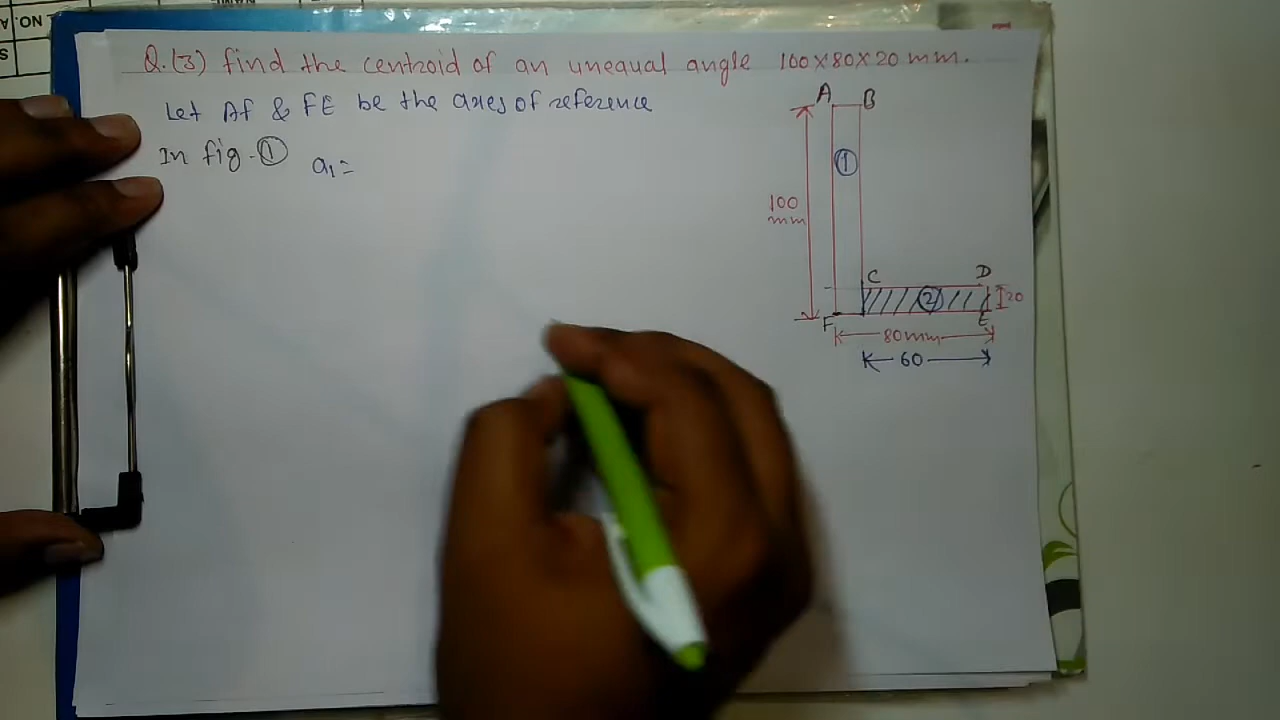 Q.(3) find the centroid of an unequal angle 100x80x20 mm.
Let AF & FE be the axes of reference
In fig-①
a₁=
A B
①
100
mm
C D
②
20
F E
80mm
60